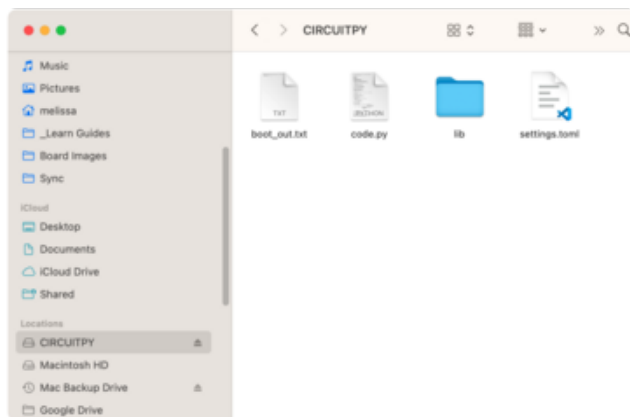 CIRCUITPY
Music
Pictures
melissa
_Learn Guides
Board Images
Sync
iCloud
Desktop
Documents
iCloud Drive
Shared
Locations
CIRCUITPY
Macintosh HD
Mac Backup Drive
Google Drive
TXT
PYTHON
boot_out.txt
code.py
lib
settings.toml